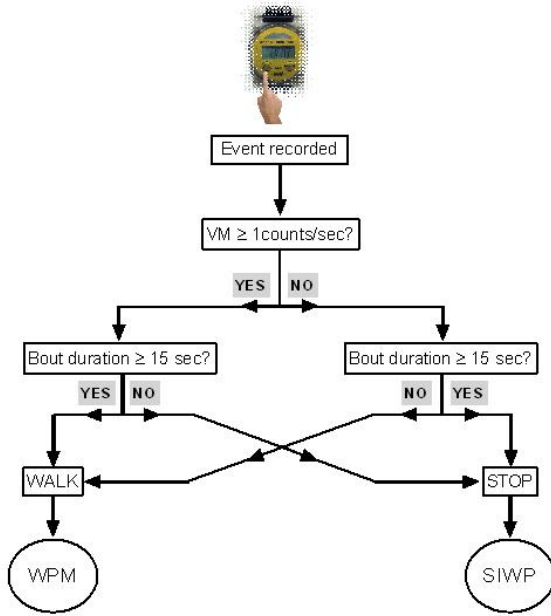 Event recorded
VM ≥ 1counts/sec?
YES NO
Bout duration ≥ 15 sec? Bout duration ≥ 15 sec?
YES NO NO YES
WALK STOP
WPM SIWP